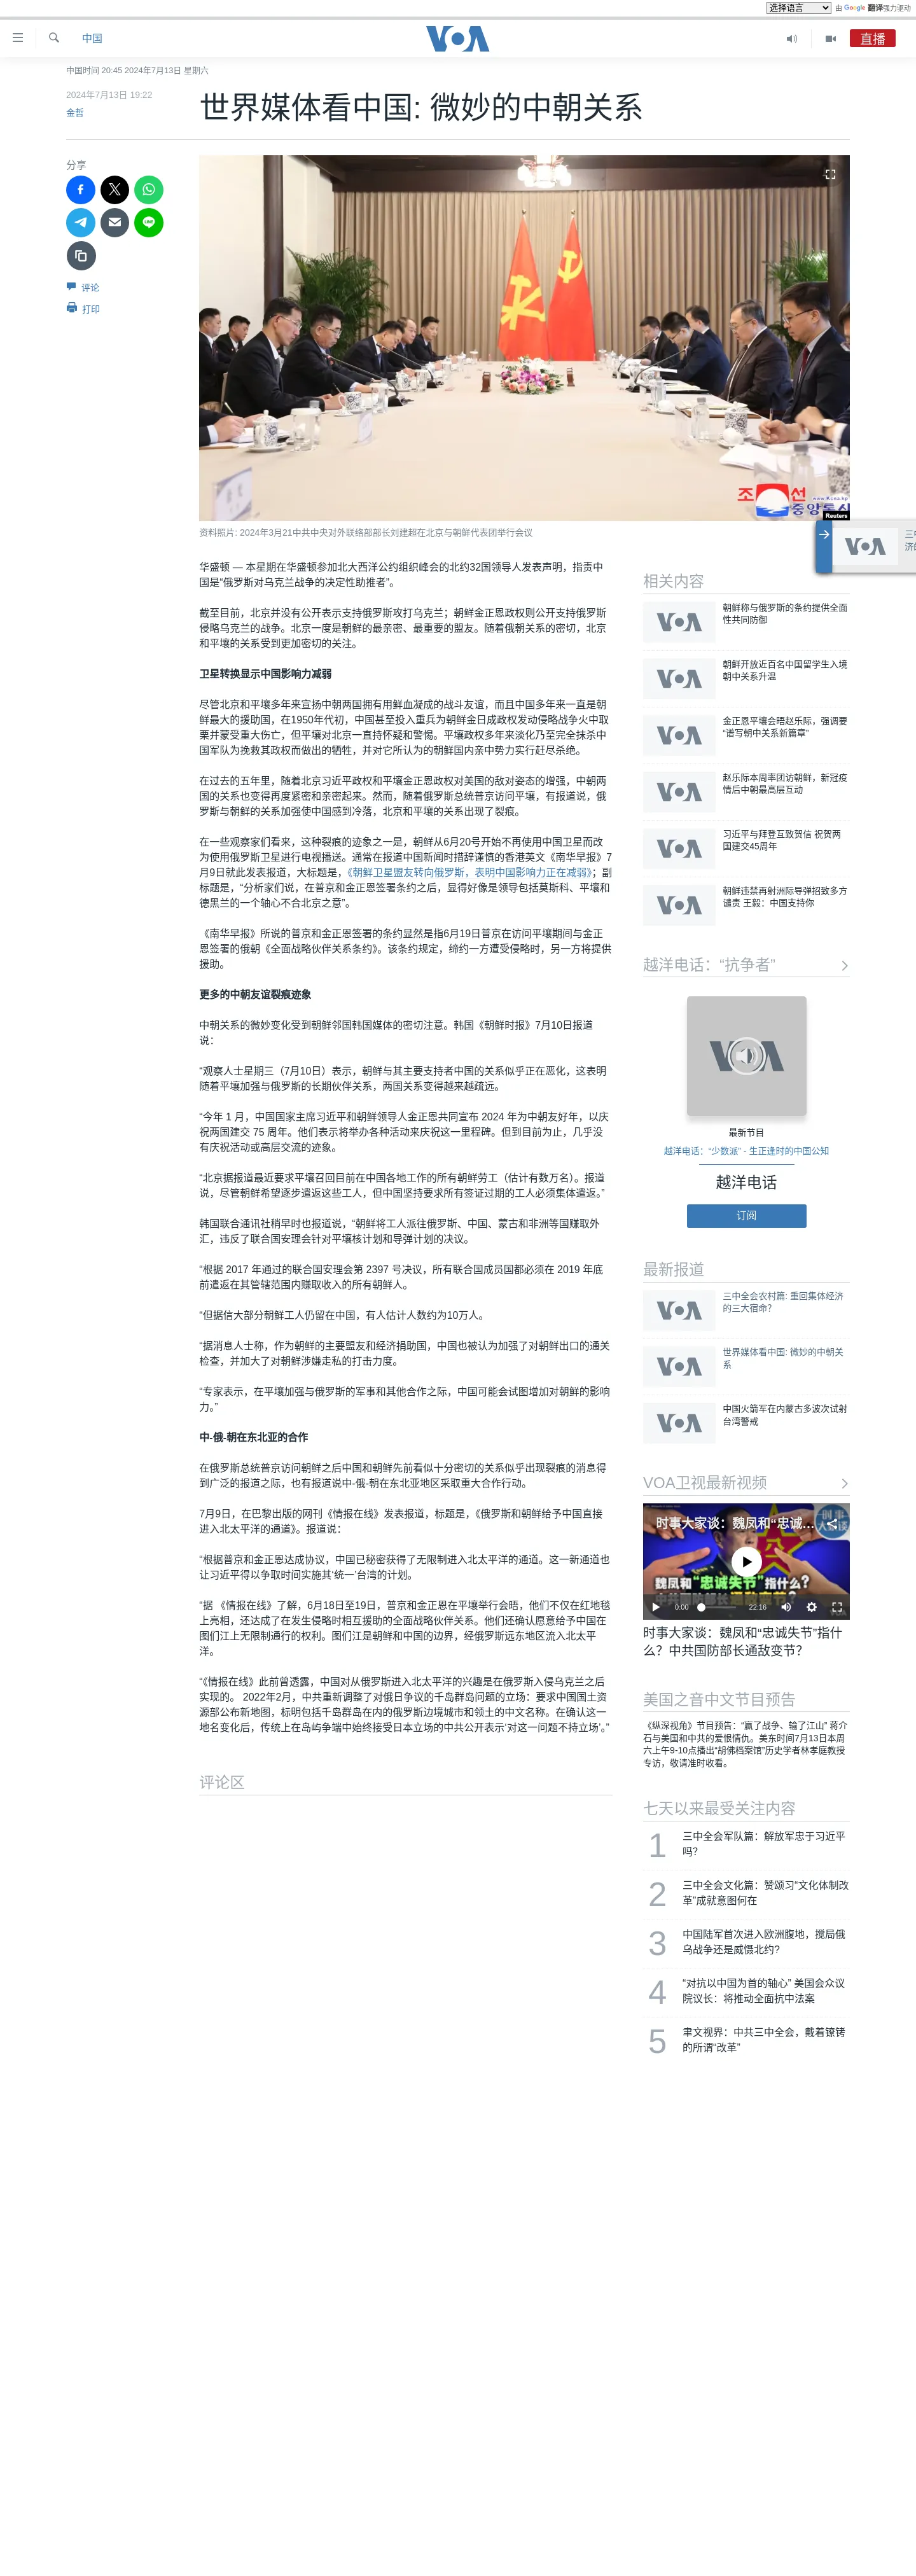 选择语言 由 Google 翻译强力驱动
中国
VOA
直播
中国时间 20:45 2024年7月13日 星期六
2024年7月13日 19:22
金哲
世界媒体看中国: 微妙的中朝关系
分享
评论
打印
조선
중앙통신
Reuters
资料照片: 2024年3月21中共中央对外联络部部长刘建超在北京与朝鲜代表团举行会议
华盛顿 — 本星期在华盛顿参加北大西洋公约组织峰会的北约32国领导人发表声明，指责中
国是“俄罗斯对乌克兰战争的决定性助推者”。
截至目前，北京并没有公开表示支持俄罗斯攻打乌克兰；朝鲜金正恩政权则公开支持俄罗斯
侵略乌克兰的战争。北京一度是朝鲜的最亲密、最重要的盟友。随着俄朝关系的密切，北京
和平壤的关系受到更加密切的关注。
卫星转换显示中国影响力减弱
尽管北京和平壤多年来宣扬中朝两国拥有用鲜血凝成的战斗友谊，而且中国多年来一直是朝
鲜最大的援助国，在1950年代初，中国甚至投入重兵为朝鲜金日成政权发动侵略战争火中取
栗并蒙受重大伤亡，但平壤对北京一直持怀疑和警惕。平壤政权多年来淡化乃至完全抹杀中
国军队为挽救其政权而做出的牺牲，并对它所认为的朝鲜国内亲中势力实行赶尽杀绝。
在过去的五年里，随着北京习近平政权和平壤金正恩政权对美国的敌对姿态的增强，中朝两
国的关系也变得再度紧密和亲密起来。然而，随着俄罗斯总统普京访问平壤，有报道说，俄
罗斯与朝鲜的关系加强使中国感到冷落，北京和平壤的关系出现了裂痕。
在一些观察家们看来，这种裂痕的迹象之一是，朝鲜从6月20号开始不再使用中国卫星而改
为使用俄罗斯卫星进行电视播送。通常在报道中国新闻时措辞谨慎的香港英文《南华早报》7
月9日就此发表报道，大标题是，《朝鲜卫星盟友转向俄罗斯，表明中国影响力正在减弱》；副
标题是，“分析家们说，在普京和金正恩签署条约之后，显得好像是领导包括莫斯科、平壤和
德黑兰的一个轴心不合北京之意”。
《南华早报》所说的普京和金正恩签署的条约显然是指6月19日普京在访问平壤期间与金正
恩签署的俄朝《全面战略伙伴关系条约》。该条约规定，缔约一方遭受侵略时，另一方将提供
援助。
更多的中朝友谊裂痕迹象
中朝关系的微妙变化受到朝鲜邻国韩国媒体的密切注意。韩国《朝鲜时报》7月10日报道
说：
“观察人士星期三（7月10日）表示，朝鲜与其主要支持者中国的关系似乎正在恶化，这表明
随着平壤加强与俄罗斯的长期伙伴关系，两国关系变得越来越疏远。
“今年 1 月，中国国家主席习近平和朝鲜领导人金正恩共同宣布 2024 年为中朝友好年，以庆
祝两国建交 75 周年。他们表示将举办各种活动来庆祝这一里程碑。但到目前为止，几乎没
有庆祝活动或高层交流的迹象。
“北京据报道最近要求平壤召回目前在中国各地工作的所有朝鲜劳工（估计有数万名）。报道
说，尽管朝鲜希望逐步遣返这些工人，但中国坚持要求所有签证过期的工人必须集体遣返。”
韩国联合通讯社稍早时也报道说，“朝鲜将工人派往俄罗斯、中国、蒙古和非洲等国赚取外
汇，违反了联合国安理会针对平壤核计划和导弹计划的决议。
“根据 2017 年通过的联合国安理会第 2397 号决议，所有联合国成员国都必须在 2019 年底
前遣返在其管辖范围内赚取收入的所有朝鲜人。
“但据信大部分朝鲜工人仍留在中国，有人估计人数约为10万人。
“据消息人士称，作为朝鲜的主要盟友和经济捐助国，中国也被认为加强了对朝鲜出口的通关
检查，并加大了对朝鲜涉嫌走私的打击力度。
“专家表示，在平壤加强与俄罗斯的军事和其他合作之际，中国可能会试图增加对朝鲜的影响
力。”
中-俄-朝在东北亚的合作
在俄罗斯总统普京访问朝鲜之后中国和朝鲜先前看似十分密切的关系似乎出现裂痕的消息得
到广泛的报道之际，也有报道说中-俄-朝在东北亚地区采取重大合作行动。
7月9日，在巴黎出版的网刊《情报在线》发表报道，标题是，《俄罗斯和朝鲜给予中国直接
进入北太平洋的通道》。报道说：
“根据普京和金正恩达成协议，中国已秘密获得了无限制进入北太平洋的通道。这一新通道也
让习近平得以争取时间实施其‘统一’台湾的计划。
“据 《情报在线》了解，6月18日至19日，普京和金正恩在平壤举行会晤，他们不仅在红地毯
上亮相，还达成了在发生侵略时相互援助的全面战略伙伴关系。他们还确认愿意给予中国在
图们江上无限制通行的权利。图们江是朝鲜和中国的边界，经俄罗斯远东地区流入北太平
洋。
“《情报在线》此前曾透露，中国对从俄罗斯进入北太平洋的兴趣是在俄罗斯入侵乌克兰之后
实现的。 2022年2月，中共重新调整了对俄日争议的千岛群岛问题的立场：要求中国国土资
源部公布新地图，标明包括千岛群岛在内的俄罗斯边境城市和领土的中文名称。在确认这一
地名变化后，传统上在岛屿争端中始终接受日本立场的中共公开表示‘对这一问题不持立场’。”
评论区
三中
济的
相关内容
朝鲜称与俄罗斯的条约提供全面
性共同防御
朝鲜开放近百名中国留学生入境
朝中关系升温
金正恩平壤会晤赵乐际，强调要
“谱写朝中关系新篇章”
赵乐际本周率团访朝鲜，新冠疫
情后中朝最高层互动
习近平与拜登互致贺信 祝贺两
国建交45周年
朝鲜违禁再射洲际导弹招致多方
谴责 王毅：中国支持你
越洋电话：“抗争者”
最新节目
越洋电话：“少数派” - 生正逢时的中国公知
越洋电话
订阅
最新报道
三中全会农村篇: 重回集体经济
的三大宿命？
世界媒体看中国: 微妙的中朝关
系
中国火箭军在内蒙古多波次试射
台湾警戒
VOA卫视最新视频
时事大家谈：魏凤和“忠诚...
魏凤和“忠诚失节”指什么？
0:00 22:16
时事大家谈：魏凤和“忠诚失节”指什
么？中共国防部长通敌变节？
美国之音中文节目预告
《纵深视角》节目预告：“赢了战争、输了江山” 蒋介
石与美国和中共的爱恨情仇。美东时间7月13日本周
六上午9-10点播出“胡佛档案馆”历史学者林孝庭教授
专访，敬请准时收看。
七天以来最受关注内容
1 三中全会军队篇：解放军忠于习近平
吗？
2 三中全会文化篇：赞颂习“文化体制改
革”成就意图何在
3 中国陆军首次进入欧洲腹地，搅局俄
乌战争还是威慑北约?
4 “对抗以中国为首的轴心” 美国会众议
院议长：将推动全面抗中法案
5 聿文视界：中共三中全会，戴着镣铐
的所谓“改革”